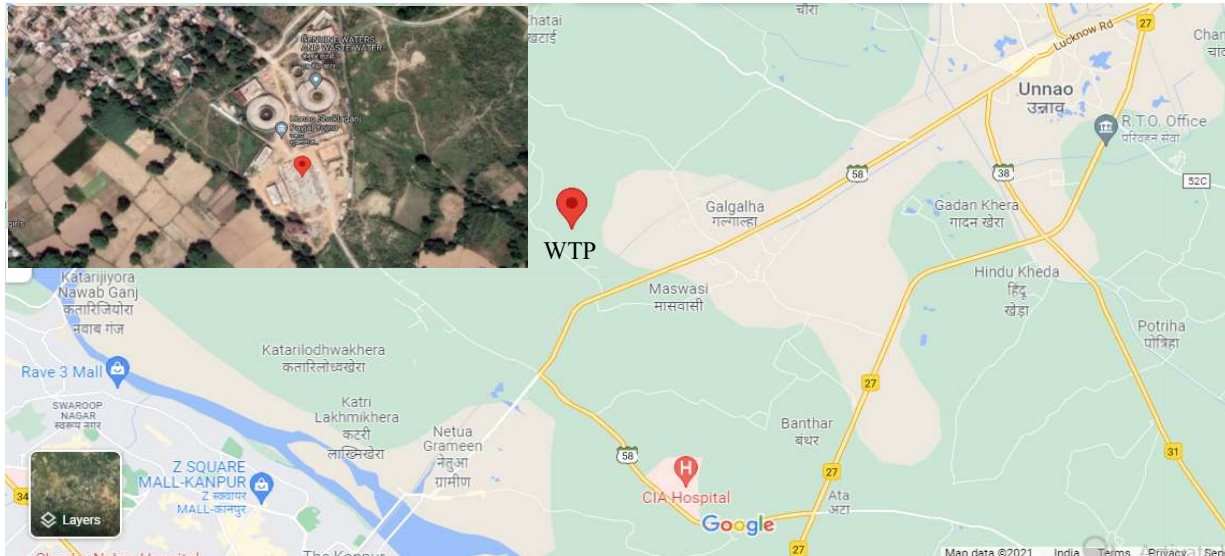 GENUINE WATERS
AND WASTE WATER
Unnao Shuklaganj
WTP
चौरा
खटाई
27
Lucknow Rd
Unnao
उन्नाव
R.T.O. Office
परिवहन सेवा
58
38
52C
Galgalha
गलगाल्हा
Gadan Khera
गादन खेरा
Maswasi
मासवासी
Hindu Kheda
हिंदू
खेड़ा
Potriha
पोत्रिहा
Katarijiyora
Nawab Ganj
कतारिजियोरा
नवाब गंज
Katarilodhwakhera
कतारिलोध्वखेरा
Rave 3 Mall
SWAROOP
NAGAR
स्वरूप नगर
Katri
Lakhmikhera
कटरी
लाख्मिखेरा
Netua
Grameen
नेतुआ
ग्रामीण
27
Banthar
बंथर
58
27
31
Z SQUARE
MALL-KANPUR
Z स्क्वायर
MALL-कानपुर
34
Layers
CIA Hospital
Ata
अटा
Google
27
Map data ©2021 India Terms Privacy